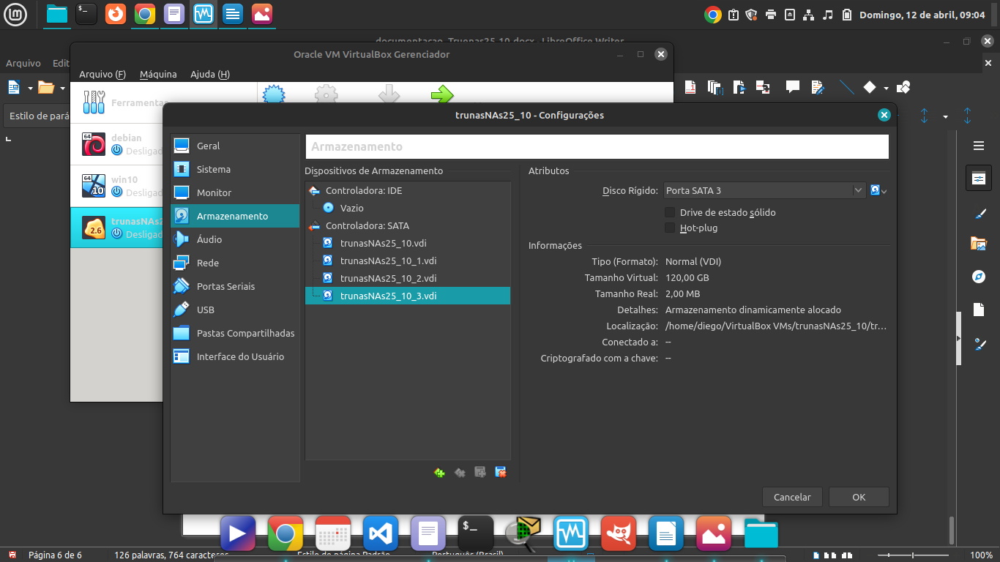 Domingo, 12 de abril, 09:04
documentacao_Truenas25_10.docx - LibreOffice Writer
Oracle VM VirtualBox Gerenciador
Arquivo Edit
Arquivo (F) Máquina Ajuda (H)
Ferramentas
Estilo de pará
trunasNAs25_10 - Configurações
64
debian
Desligad
64
win10
10
Desligad
trunasNAs2
2.6
Desligad
Geral
Sistema
Monitor
Armazenamento
Áudio
Rede
Portas Seriais
USB
Pastas Compartilhadas
Interface do Usuário
Armazenamento
Dispositivos de Armazenamento
Controladora: IDE
Vazio
Controladora: SATA
trunasNAs25_10.vdi
trunasNAs25_10_1.vdi
trunasNAs25_10_2.vdi
trunasNAs25_10_3.vdi
Atributos
Disco Rígido: Porta SATA 3
Drive de estado sólido
Hot-plug
Informações
Tipo (Formato): Normal (VDI)
Tamanho Virtual: 120,00 GB
Tamanho Real: 2,00 MB
Detalhes: Armazenamento dinamicamente alocado
Localização: /home/diego/VirtualBox VMs/trunasNAs25_10/tr...
Conectado a: --
Criptografado com a chave: --
Cancelar OK
Página 6 de 6 126 palavras, 764 caracteres Estilo de página Padrão Português (Brasil) 100%